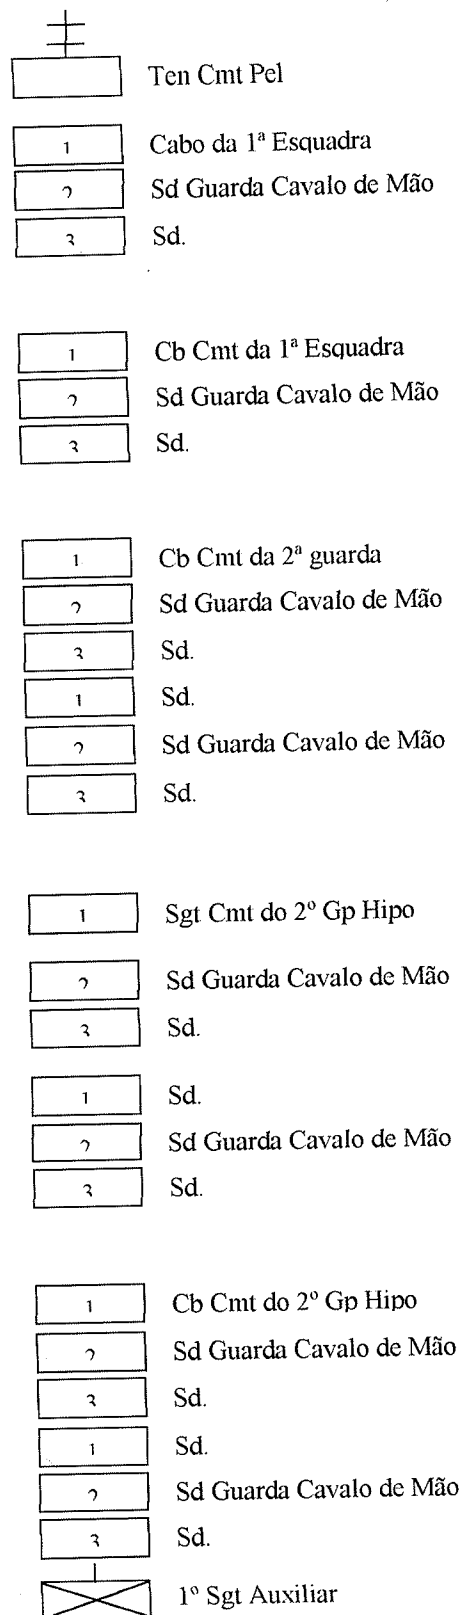 Ten Cmt Pel
1 Cabo da 1ª Esquadra
2 Sd Guarda Cavalo de Mão
3 Sd.
1 Cb Cmt da 1ª Esquadra
2 Sd Guarda Cavalo de Mão
3 Sd.
1 Cb Cmt da 2ª guarda
2 Sd Guarda Cavalo de Mão
3 Sd.
1 Sd.
2 Sd Guarda Cavalo de Mão
3 Sd.
1 Sgt Cmt do 2º Gp Hipo
2 Sd Guarda Cavalo de Mão
3 Sd.
1 Sd.
2 Sd Guarda Cavalo de Mão
3 Sd.
1 Cb Cmt do 2º Gp Hipo
2 Sd Guarda Cavalo de Mão
3 Sd.
1 Sd.
2 Sd Guarda Cavalo de Mão
3 Sd.
1º Sgt Auxiliar